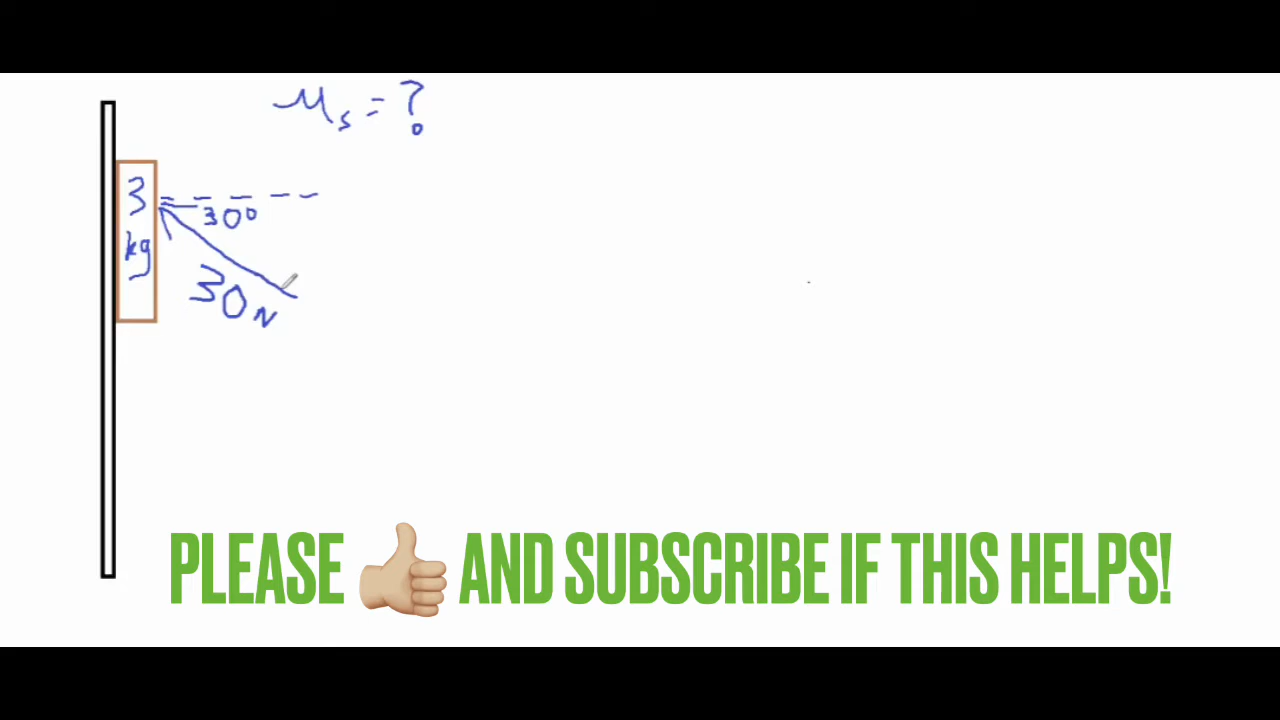 μs = ?
3
kg
30°
30N
PLEASE 👍 AND SUBSCRIBE IF THIS HELPS!